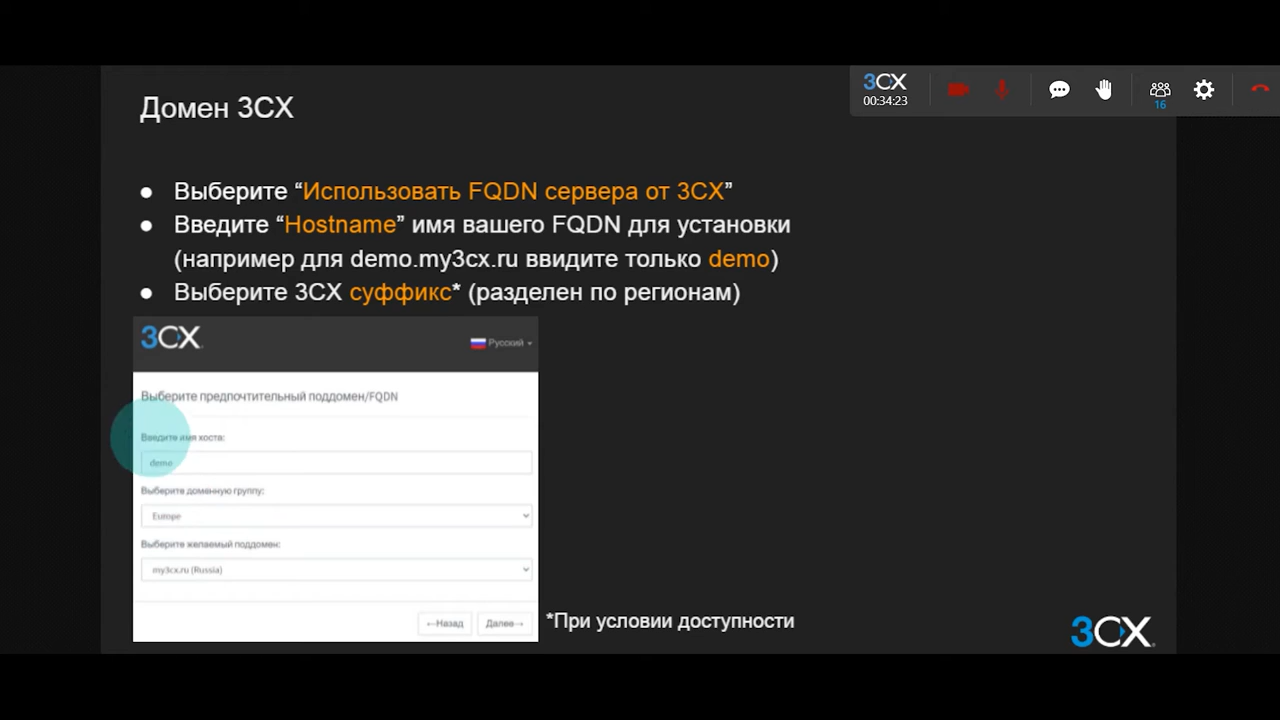 Домен 3CX
3CX
00:34:23
16
● Выберите “Использовать FQDN сервера от 3CX”
● Введите “Hostname” имя вашего FQDN для установки
(например для demo.my3cx.ru ввидите только demo)
● Выберите 3CX суффикс* (разделен по регионам)
3CX
Русский
Выберите предпочтительный поддомен/FQDN
Введите имя хоста:
demo
Выберите доменную группу:
Europe
Выберите желаемый поддомен:
my3cx.ru (Russia)
←Назад Далее→
*При условии доступности
3CX